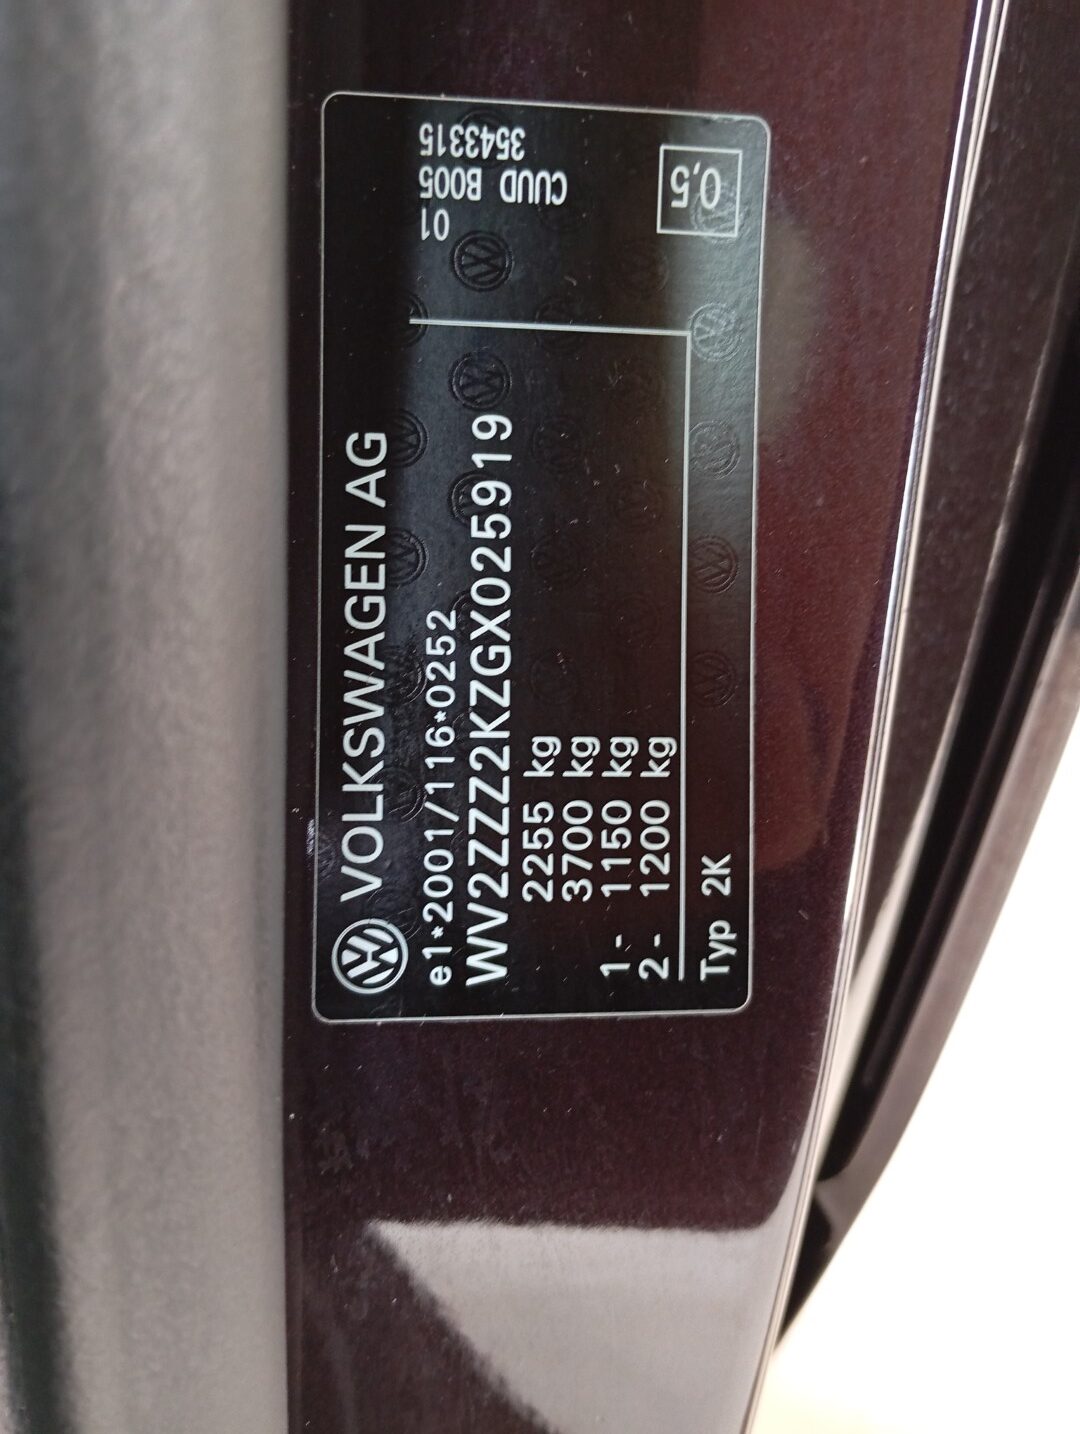 VOLKSWAGEN AG
e1*2001/116*0252
WV2ZZZ2KZGX025919
2255 kg
3700 kg
1- 1150 kg
2- 1200 kg
Typ 2K
01
CUUD B005
3543315
0,5